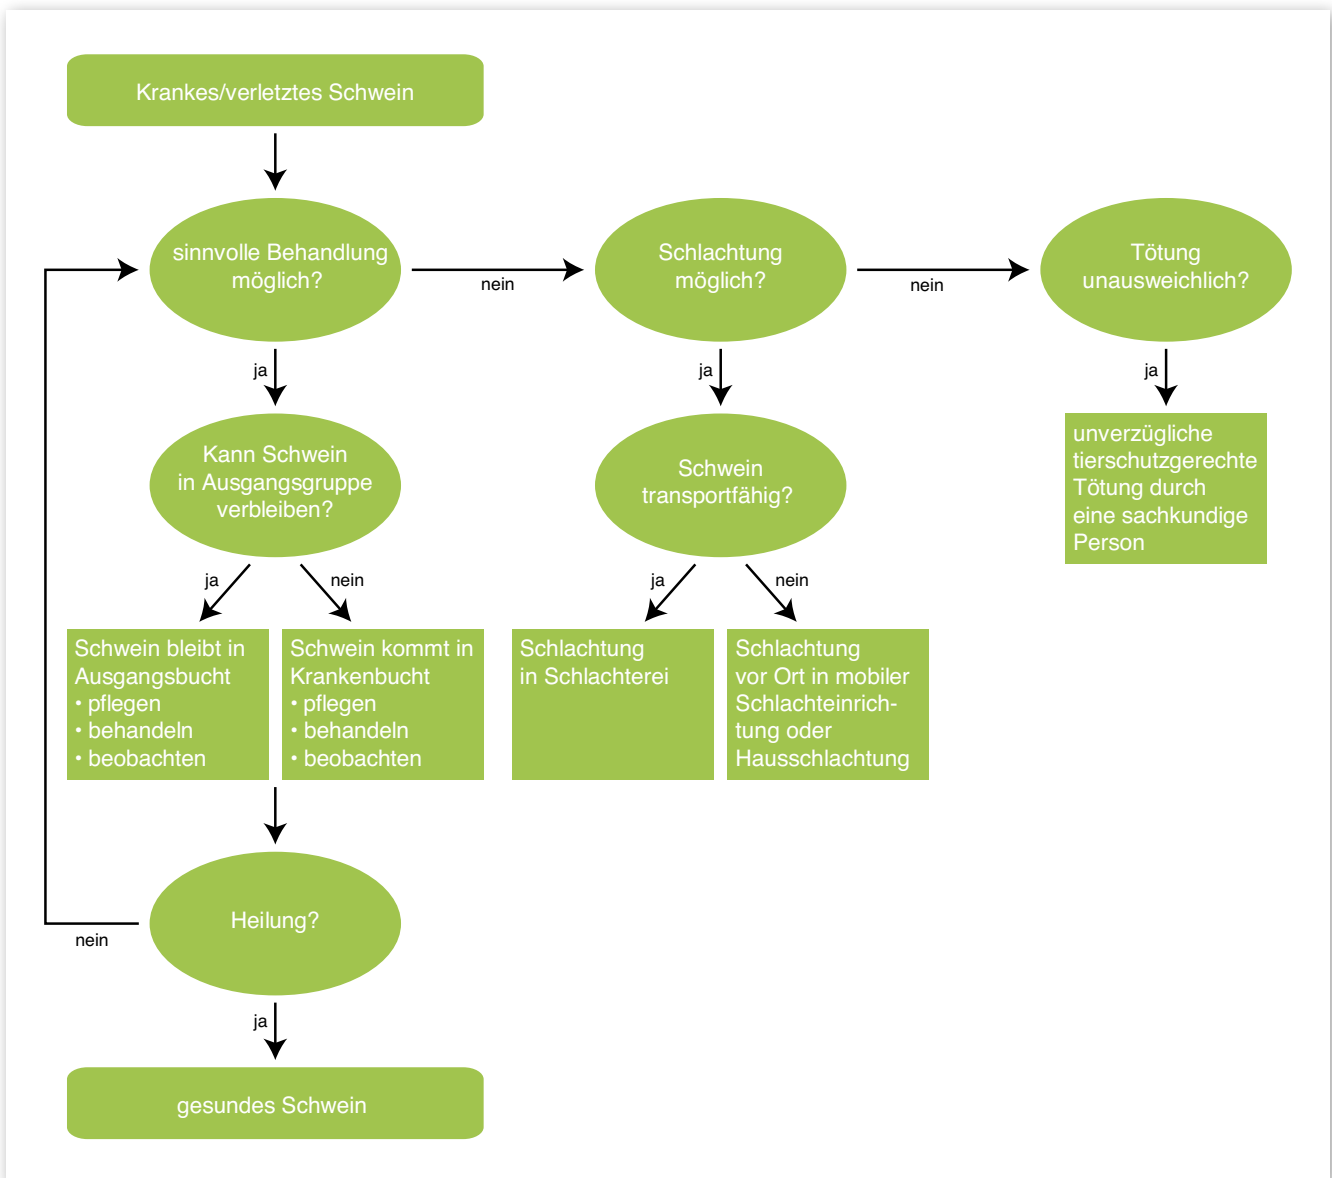 Krankes/verletztes Schwein
sinnvolle Behandlung
möglich?
nein
Schlachtung
möglich?
nein
Tötung
unausweichlich?
ja
ja
ja
Kann Schwein
in Ausgangsgruppe
verbleiben?
Schwein
transportfähig?
unverzügliche
tierschutzgerechte
Tötung durch
eine sachkundige
Person
ja
nein
ja
nein
Schwein bleibt in
Ausgangsbucht
• pflegen
• behandeln
• beobachten
Schwein kommt in
Krankenbucht
• pflegen
• behandeln
• beobachten
Schlachtung
in Schlachterei
Schlachtung
vor Ort in mobiler
Schlachteinrich-
tung oder
Hausschlachtung
Heilung?
nein
ja
gesundes Schwein